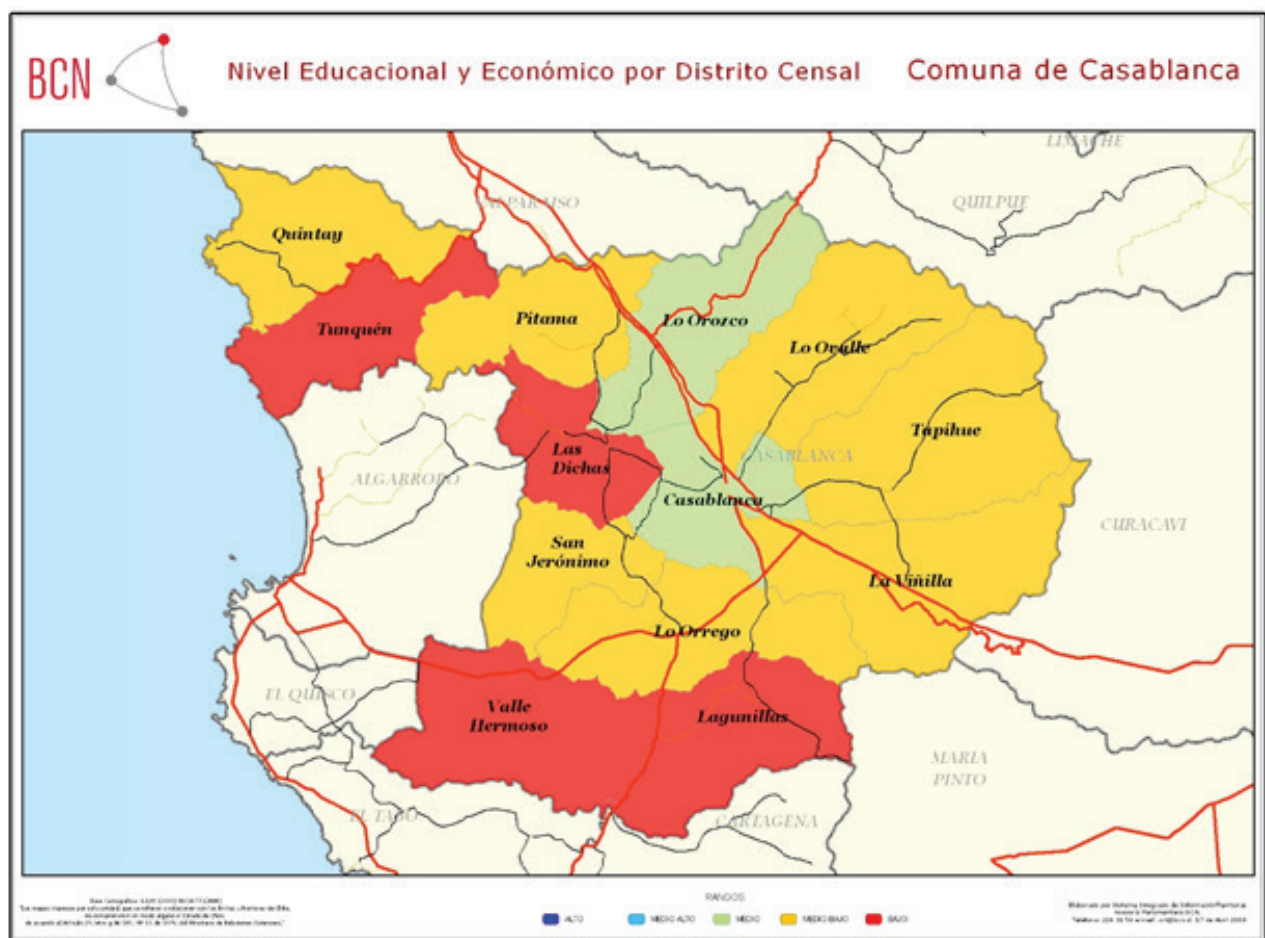 BCN
Nivel Educacional y Económico por Distrito Censal
Comuna de Casablanca
LIMACHE
VALPARAISO
QUILPUE
Quintay
Tunquén
Pitama
Lo Orozco
Lo Ovalle
Tapihue
Las
Dichas
CASABLANCA
ALGARROBO
Casablanca
CURACAVI
San
Jerónimo
La Viñilla
Lo Orrego
EL QUISCO
Valle
Hermoso
Lagunillas
MARIA
PINTO
EL TABO
CARTAGENA
RANGOS
ALTO
MEDIO ALTO
MEDIO
MEDIO BAJO
BAJO